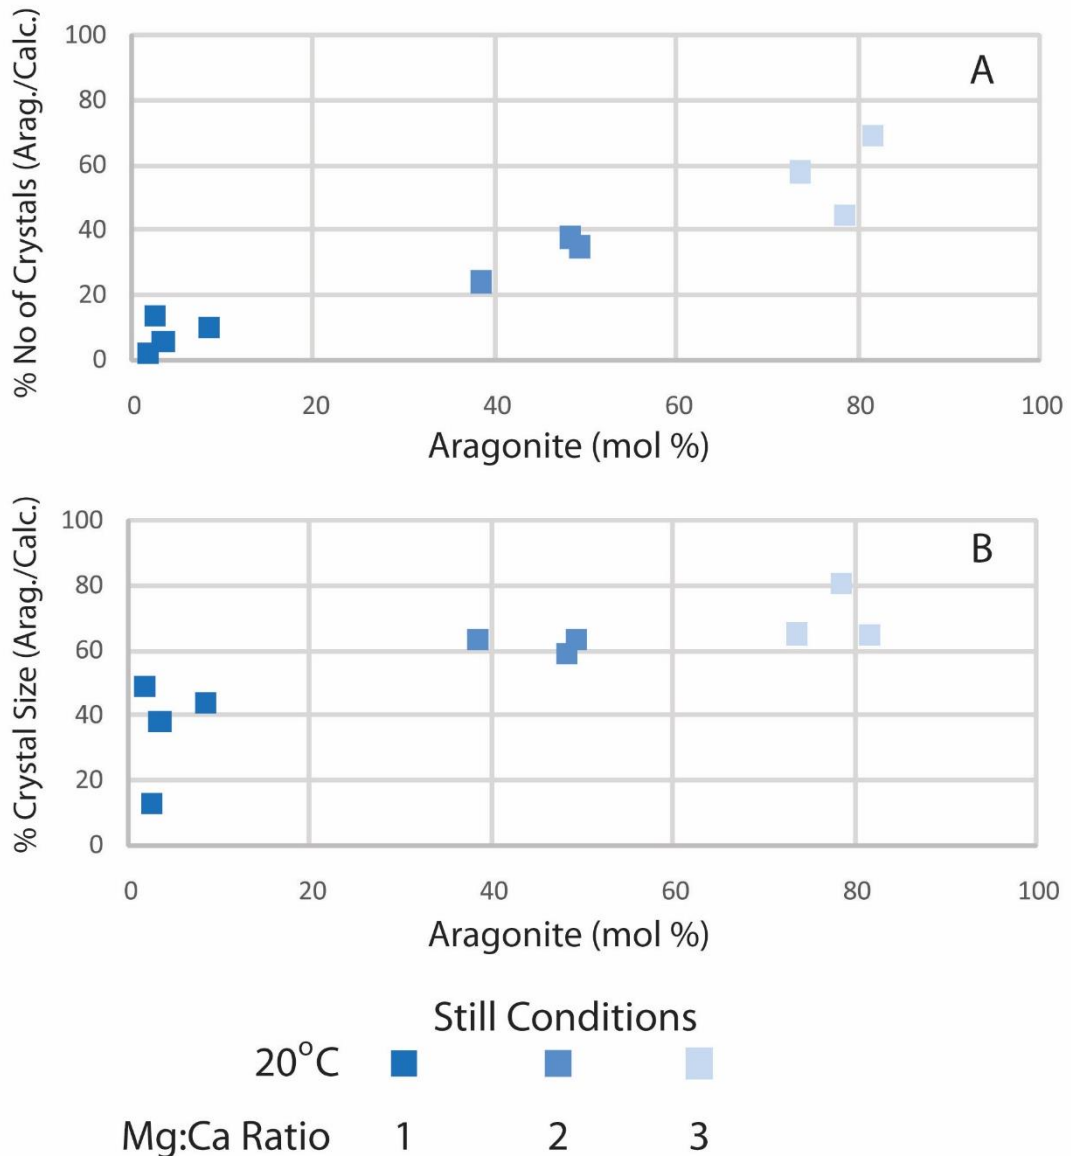 A
% No of Crystals (Arag./Calc.)
100
80
60
40
20
0
0 20 40 60 80 100
Aragonite (mol %)
B
% Crystal Size (Arag./Calc.)
100
80
60
40
20
0
0 20 40 60 80 100
Aragonite (mol %)
Still Conditions
20°C
Mg:Ca Ratio 1 2 3